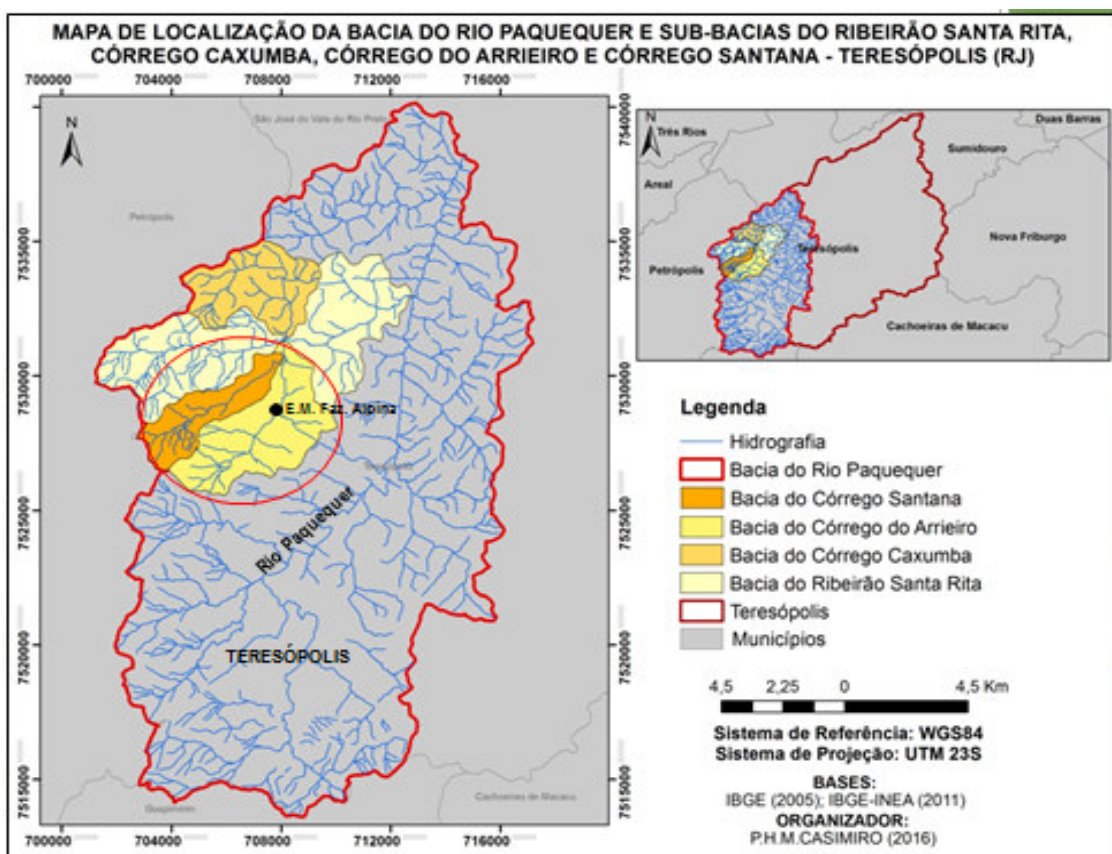 MAPA DE LOCALIZAÇÃO DA BACIA DO RIO PAQUEQUER E SUB-BACIAS DO RIBEIRÃO SANTA RITA,
CÓRREGO CAXUMBA, CÓRREGO DO ARRIEIRO E CÓRREGO SANTANA - TERESÓPOLIS (RJ)
700000 704000 708000 712000 716000
N
São José do Vale do Rio Preto
Petrópolis
7540000
7535000 7535000
7530000 7530000
7525000 7525000
7520000 7520000
7515000 7515000
E.M. Faz. Alpina
Rio Paquequer
TERESÓPOLIS
Guapimirim
Cachoeiras de Macacu
700000 704000 708000 712000 716000
N
Três Rios
Duas Barras
Sumidouro
Areal
Teresópolis
Nova Friburgo
Petrópolis
Cachoeiras de Macacu
Legenda
Hidrografia
Bacia do Rio Paquequer
Bacia do Córrego Santana
Bacia do Córrego do Arrieiro
Bacia do Córrego Caxumba
Bacia do Ribeirão Santa Rita
Teresópolis
Municípios
4,5 2,25 0 4,5 Km
Sistema de Referência: WGS84
Sistema de Projeção: UTM 23S
BASES:
IBGE (2005); IBGE-INEA (2011)
ORGANIZADOR:
P.H.M.CASIMIRO (2016)